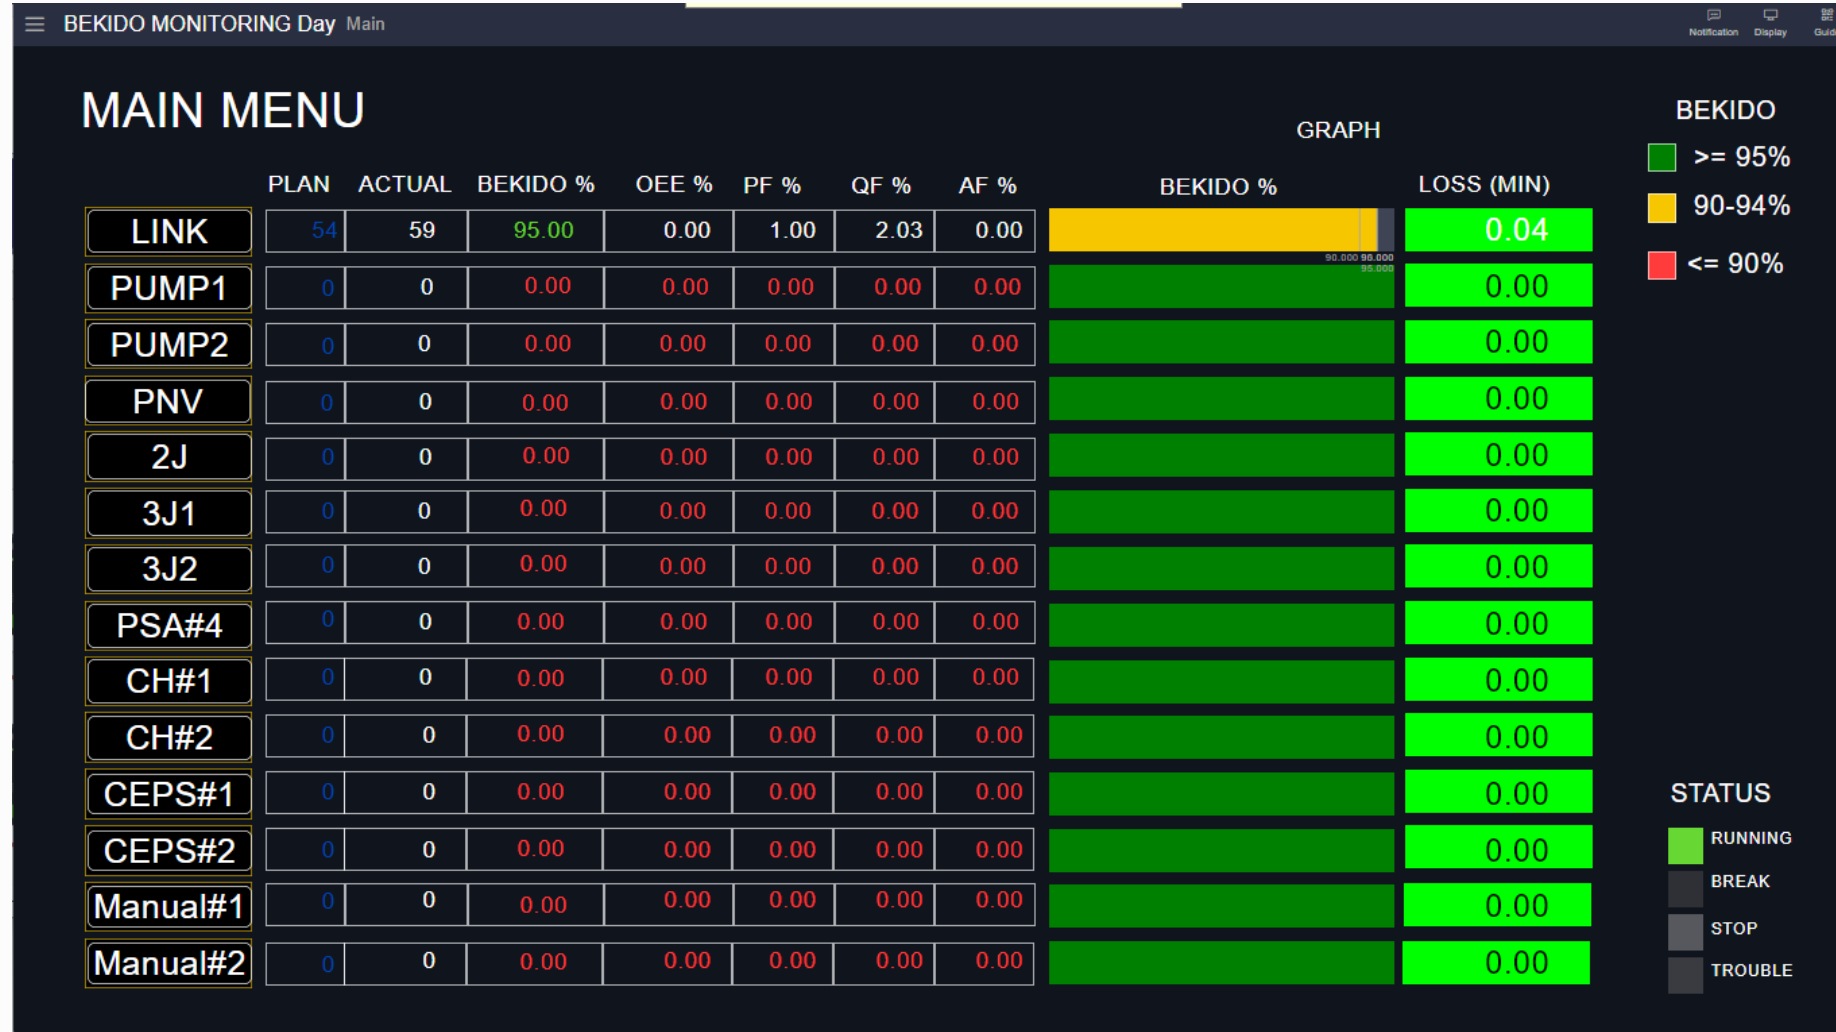 BEKIDO MONITORING Day Main
Notification Display Guid
MAIN MENU
GRAPH
BEKIDO
>= 95%
90-94%
<= 90%
PLAN ACTUAL BEKIDO % OEE % PF % QF % AF % BEKIDO % LOSS (MIN)
LINK 54 59 95.00 0.00 1.00 2.03 0.00 0.04
90.000
95.000
PUMP1 0 0 0.00 0.00 0.00 0.00 0.00 0.00
PUMP2 0 0 0.00 0.00 0.00 0.00 0.00 0.00
PNV 0 0 0.00 0.00 0.00 0.00 0.00 0.00
2J 0 0 0.00 0.00 0.00 0.00 0.00 0.00
3J1 0 0 0.00 0.00 0.00 0.00 0.00 0.00
3J2 0 0 0.00 0.00 0.00 0.00 0.00 0.00
PSA#4 0 0 0.00 0.00 0.00 0.00 0.00 0.00
CH#1 0 0 0.00 0.00 0.00 0.00 0.00 0.00
CH#2 0 0 0.00 0.00 0.00 0.00 0.00 0.00
CEPS#1 0 0 0.00 0.00 0.00 0.00 0.00 0.00
CEPS#2 0 0 0.00 0.00 0.00 0.00 0.00 0.00
Manual#1 0 0 0.00 0.00 0.00 0.00 0.00 0.00
Manual#2 0 0 0.00 0.00 0.00 0.00 0.00 0.00
STATUS
RUNNING
BREAK
STOP
TROUBLE